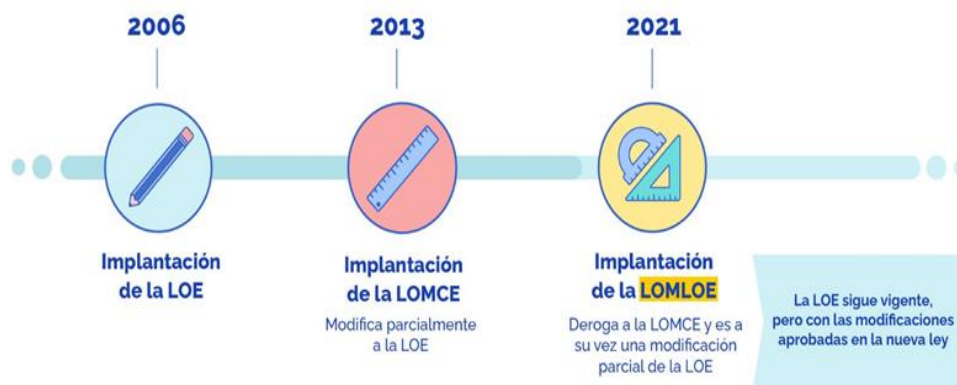 2006
Implantación
de la LOE
2013
Implantación
de la LOMCE
Modifica parcialmente
a la LOE
2021
Implantación
de la LOMLOE
Deroga a la LOMCE y es a
su vez una modificación
parcial de la LOE
La LOE sigue vigente,
pero con las modificaciones
aprobadas en la nueva ley